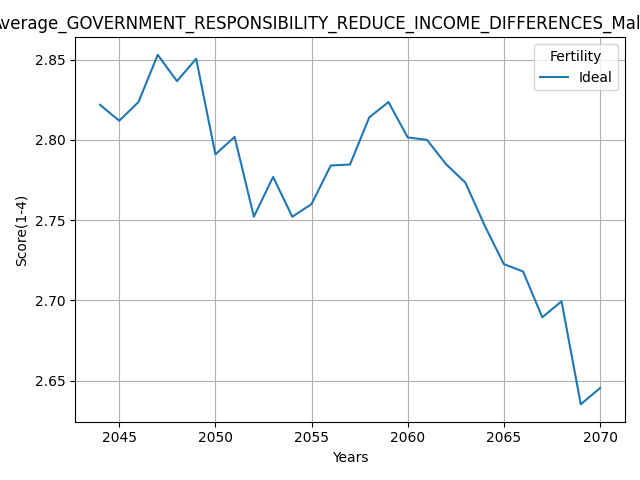 Average_GOVERNMENT_RESPONSIBILITY_REDUCE_INCOME_DIFFERENCES_Mal
Fertility
Ideal
2.85
2.80
2.75
2.70
2.65
Score(1-4)
2045 2050 2055 2060 2065 2070
Years